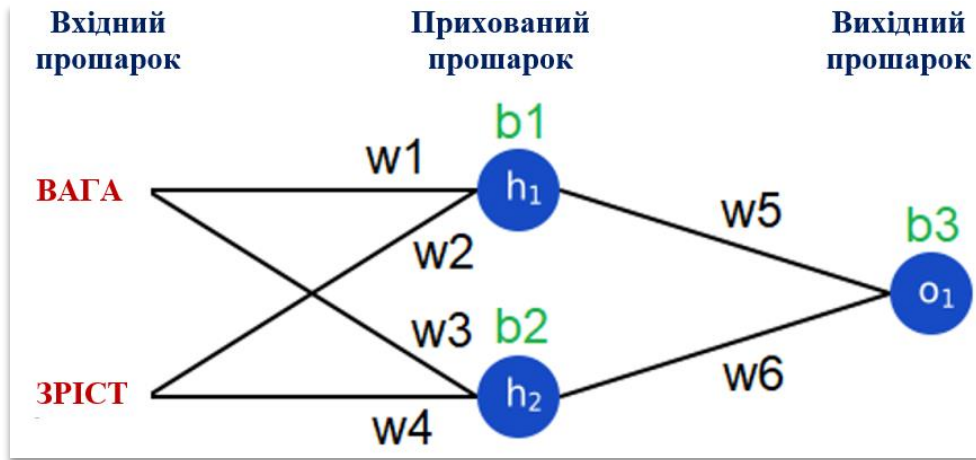 Вхідний
прошарок
Прихований
прошарок
Вихідний
прошарок
b1
w1
ВАГА
h₁
w5
b3
w2
o₁
w3
b2
w6
ЗРІСТ
h₂
w4